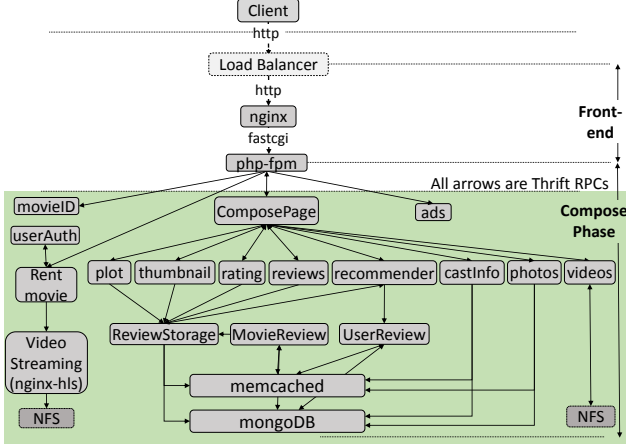 Client
http
Load Balancer
http
nginx
Front-
end
fastcgi
php-fpm
All arrows are Thrift RPCs
movieID
ComposePage
ads
Compose
Phase
userAuth
Rent
movie
plot
thumbnail
rating
reviews
recommender
castInfo
photos
videos
ReviewStorage
MovieReview
UserReview
Video
Streaming
(nginx-hls)
memcached
NFS
mongoDB
NFS